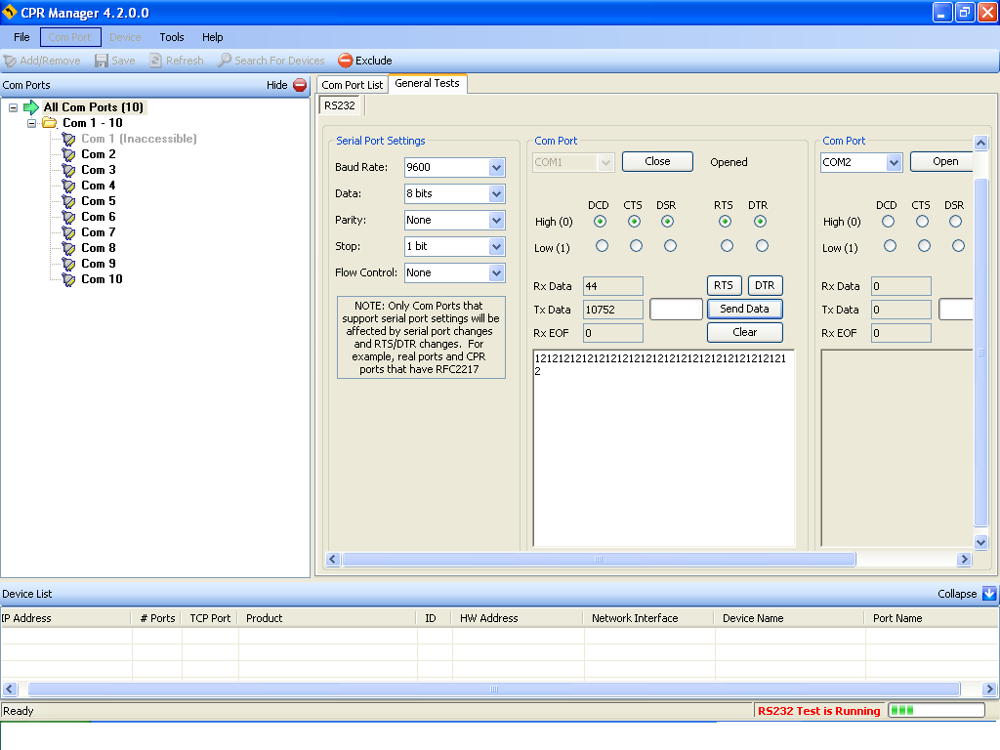 CPR Manager 4.2.0.0
File Com Port Device Tools Help
Add/Remove Save Refresh Search For Devices Exclude
Com Ports Hide
All Com Ports (10)
Com 1 - 10
Com 1 (Inaccessible)
Com 2
Com 3
Com 4
Com 5
Com 6
Com 7
Com 8
Com 9
Com 10
Com Port List General Tests
RS232
Serial Port Settings
Baud Rate: 9600
Data: 8 bits
Parity: None
Stop: 1 bit
Flow Control: None
NOTE: Only Com Ports that
support serial port settings will be
affected by serial port changes
and RTS/DTR changes. For
example, real ports and CPR
ports that have RFC2217
Com Port
COM1 Close Opened
DCD CTS DSR RTS DTR
High (0)
Low (1)
Rx Data 44 RTS DTR
Tx Data 10752 Send Data
Rx EOF 0 Clear
1212121212121212121212121212121212121212121
2
Com Port
COM2 Open
DCD CTS DSR
High (0)
Low (1)
Rx Data 0
Tx Data 0
Rx EOF 0
Device List Collapse
IP Address # Ports TCP Port Product ID HW Address Network Interface Device Name Port Name
Ready RS232 Test is Running